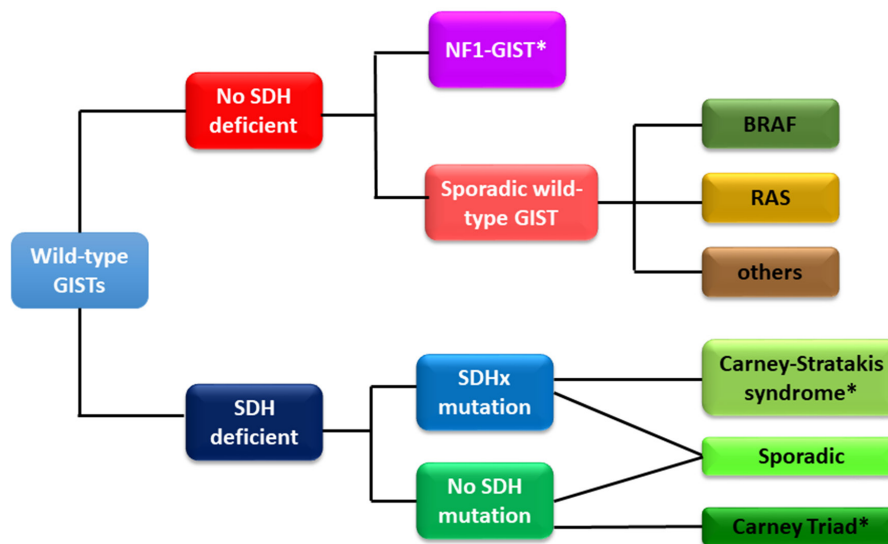 Wild-type
GISTs
No SDH
deficient
NF1-GIST*
Sporadic wild-
type GIST
BRAF
RAS
others
SDH
deficient
SDHx
mutation
No SDH
mutation
Carney-Stratakis
syndrome*
Sporadic
Carney Triad*